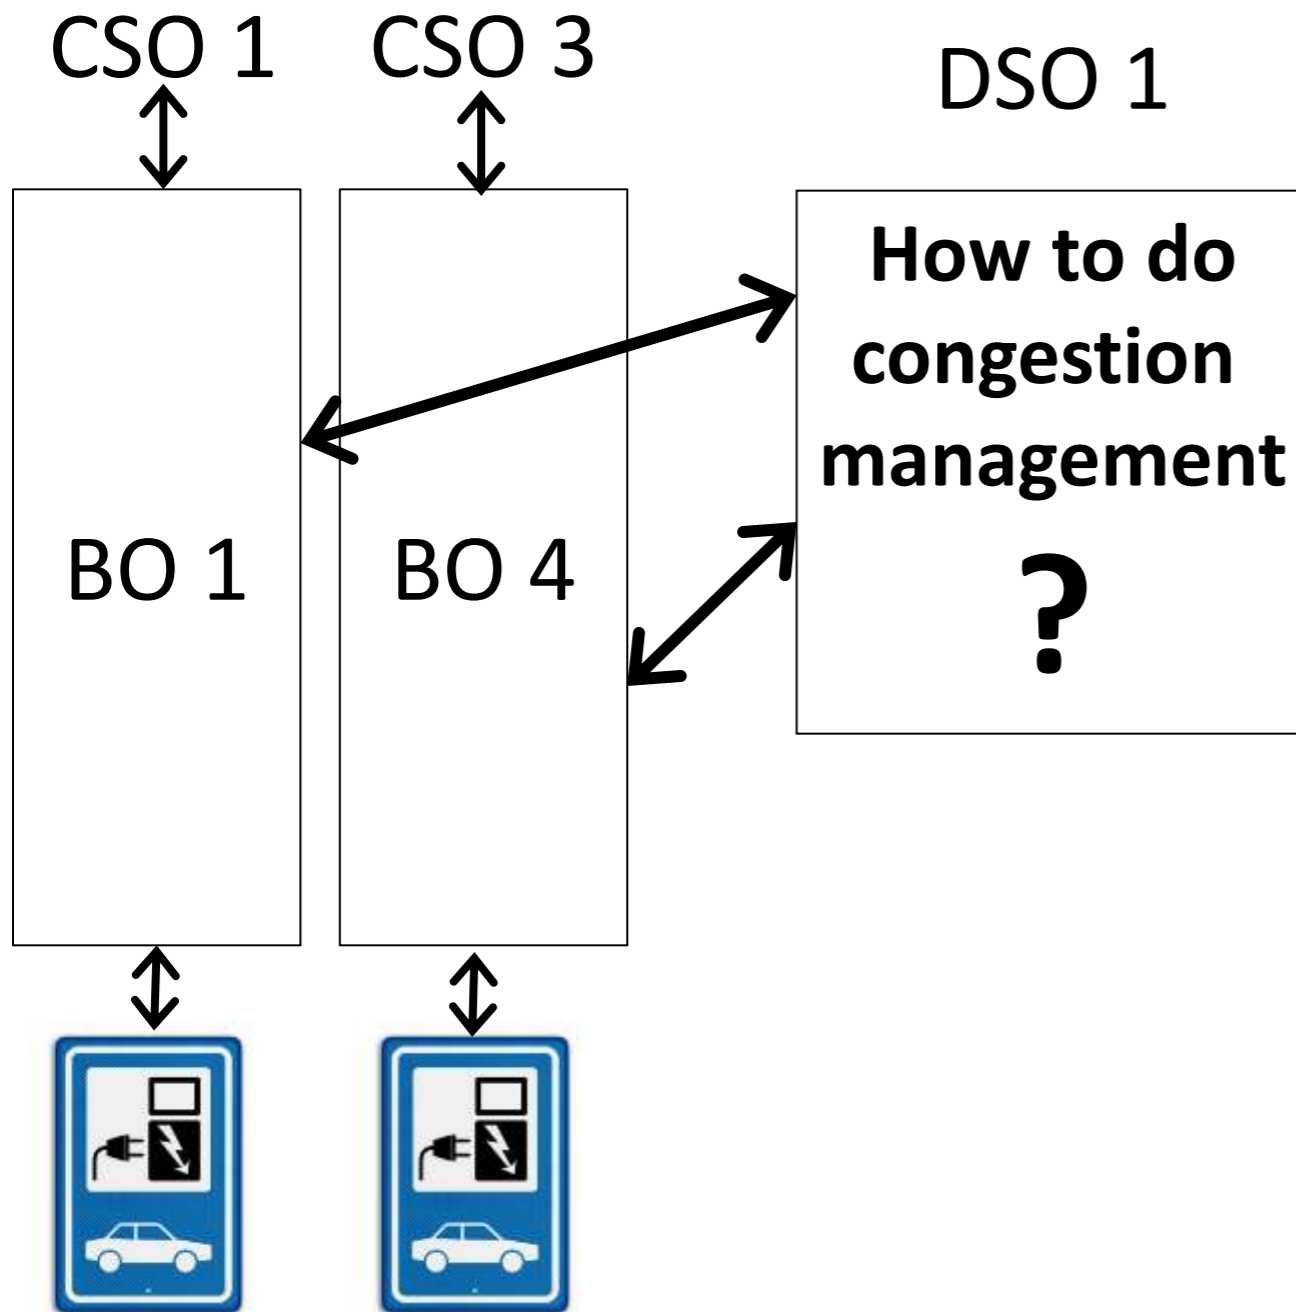 CSO 1
CSO 3
DSO 1
How to do
congestion
management
?
BO 1
BO 4